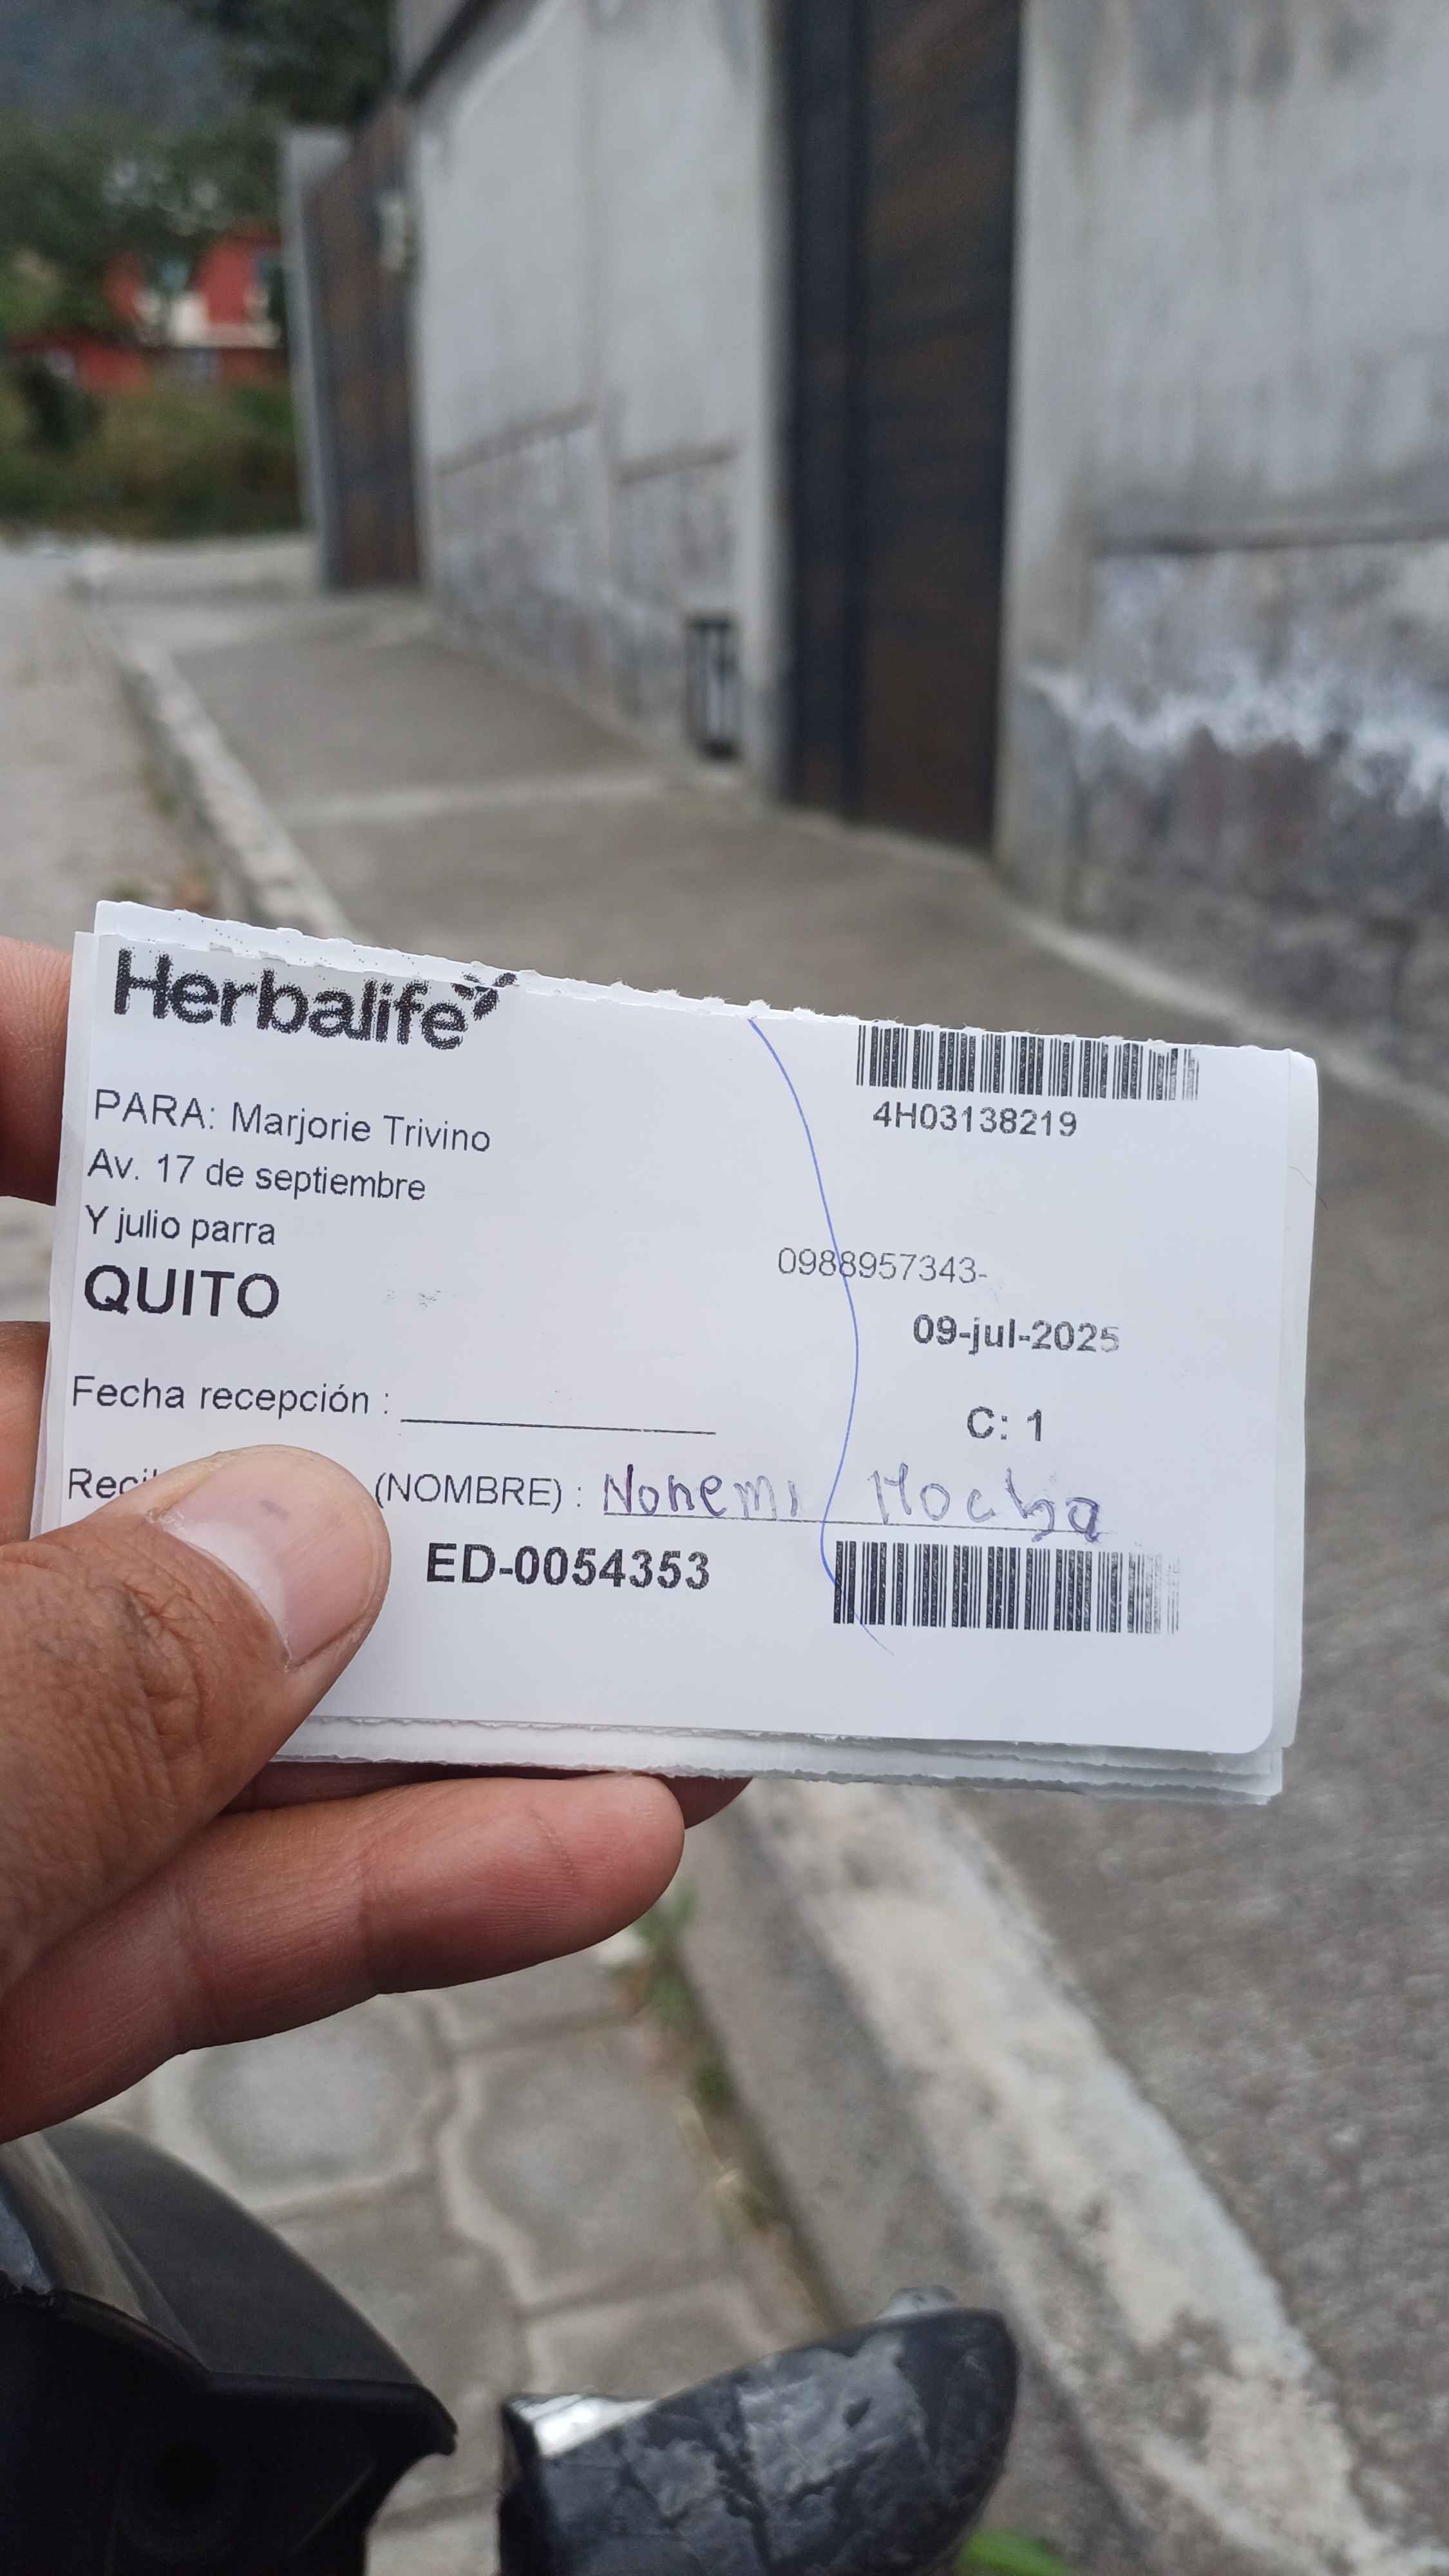 Herbalife
4H03138219
PARA: Marjorie Trivino
Av. 17 de septiembre
Y julio parra
0988957343-
QUITO
09-jul-2025
Fecha recepción :
C: 1
(NOMBRE) : Nohemi Mocha
ED-0054353